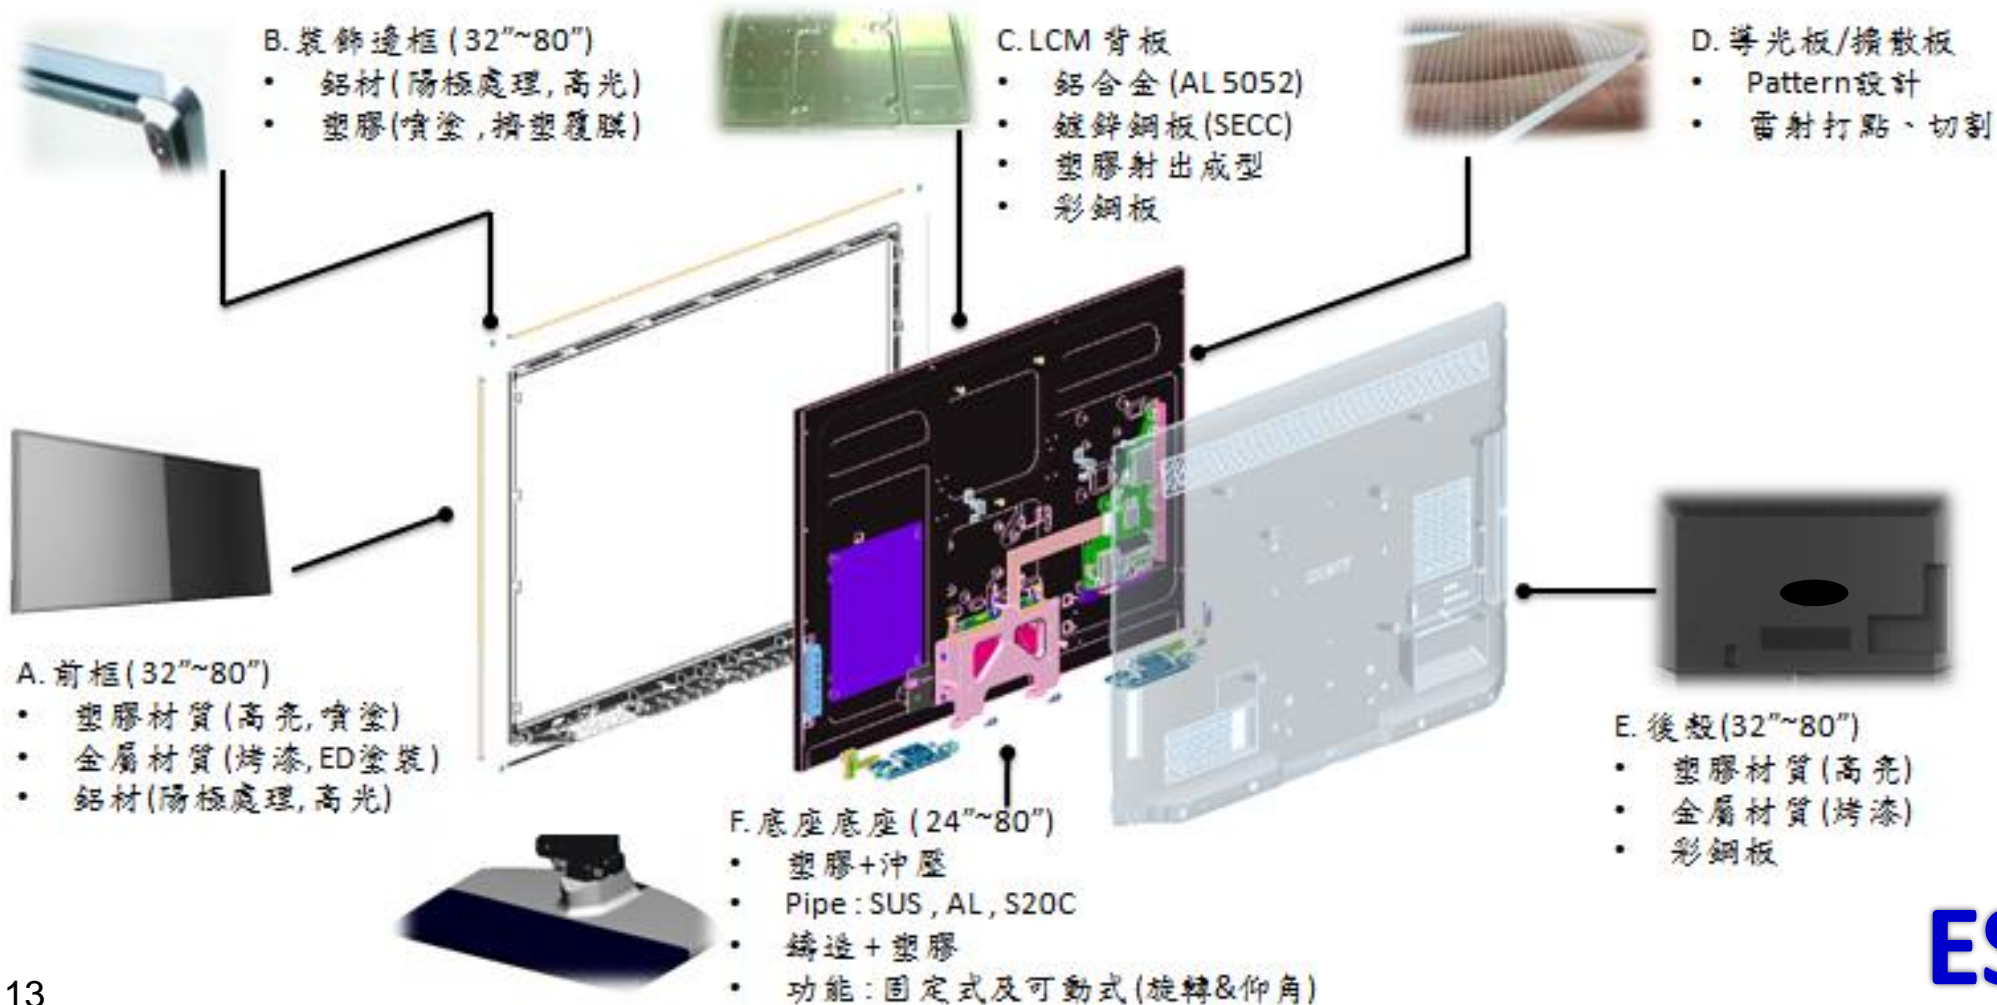 B. 裝飾邊框 (32"~80")
• 鋁材(陽極處理,高光)
• 塑膠(噴塗,擠塑覆膜)
C. LCM 背板
• 鋁合金 (AL 5052)
• 鍍鋅鋼板 (SECC)
• 塑膠射出成型
• 彩鋼板
D. 導光板/擴散板
• Pattern設計
• 雷射打點、切割
A. 前框(32"~80")
• 塑膠材質(高亮,噴塗)
• 金屬材質(烤漆,ED塗裝)
• 鋁材(陽極處理,高光)
E. 後殼(32"~80")
• 塑膠材質(高亮)
• 金屬材質(烤漆)
• 彩鋼板
F. 底座底座 (24"~80")
• 塑膠+沖壓
• Pipe : SUS , AL , S20C
• 鑄造 + 塑膠
• 功能 : 固定式及可動式(旋轉&仰角)
ES
13